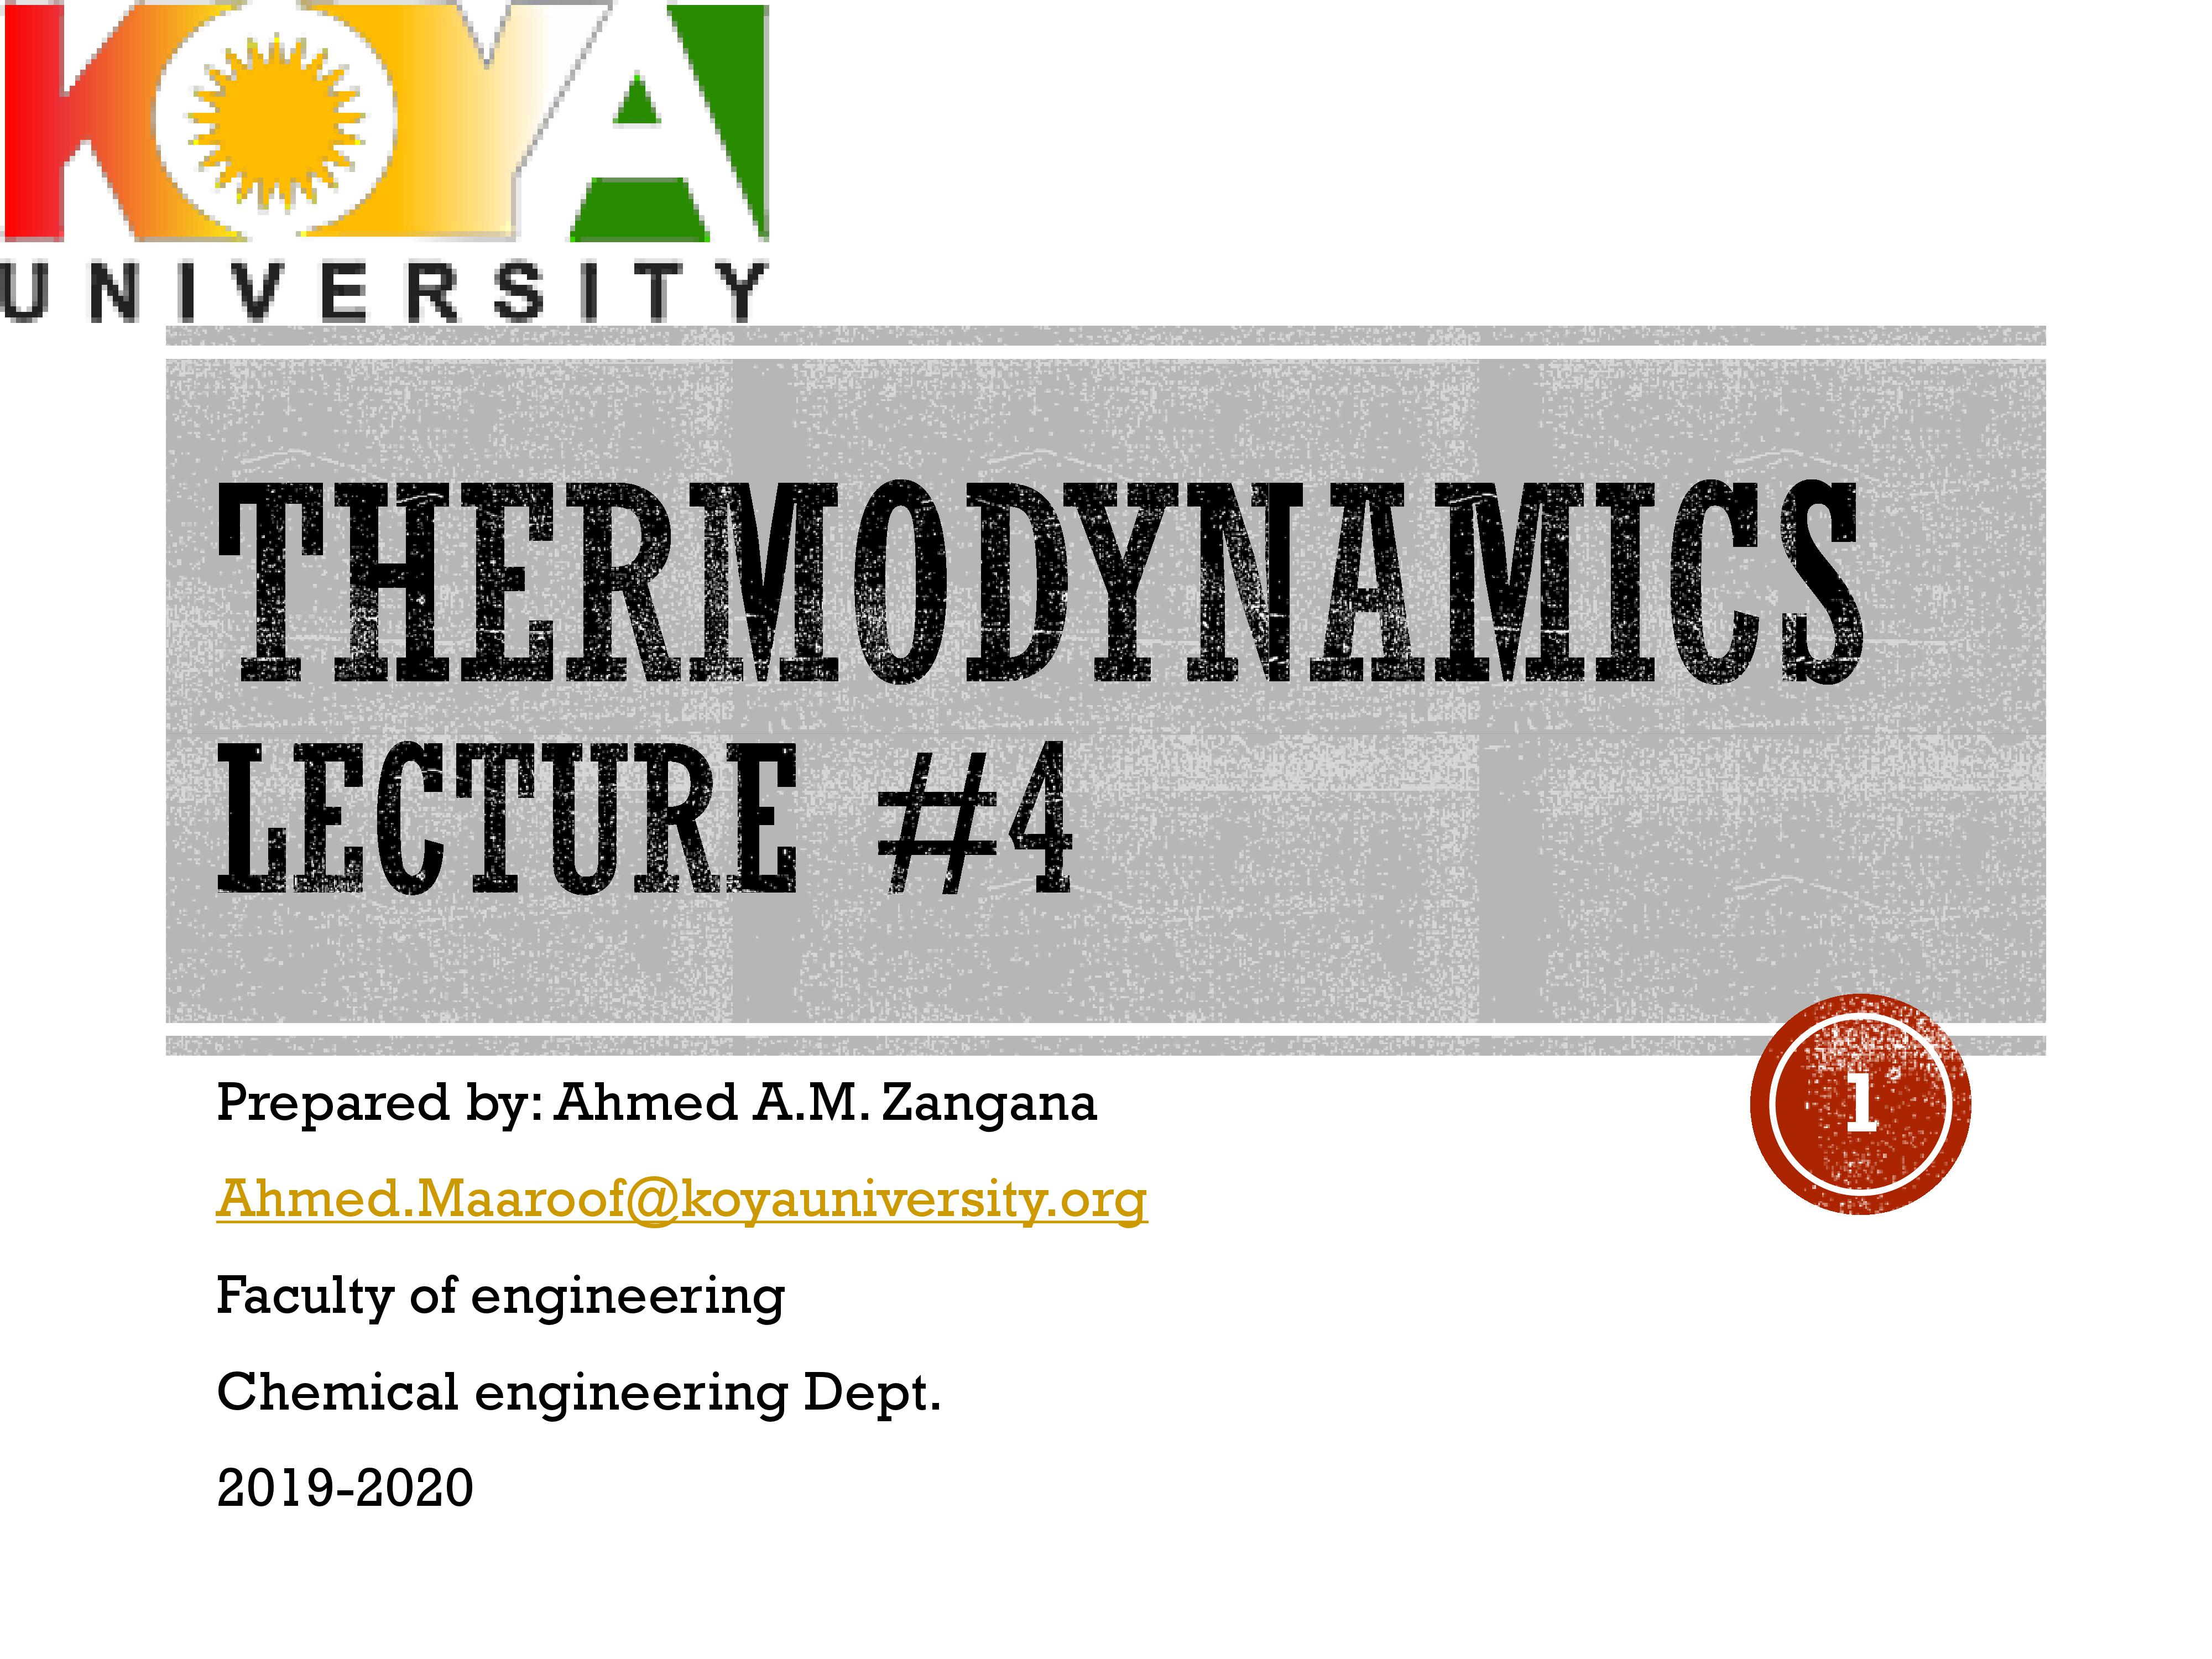 KOYA
UNIVERSITY
THERMODYNAMICS
LECTURE #4
1
Prepared by: Ahmed A.M. Zangana
Ahmed.Maaroof@koyauniversity.org
Faculty of engineering
Chemical engineering Dept.
2019-2020